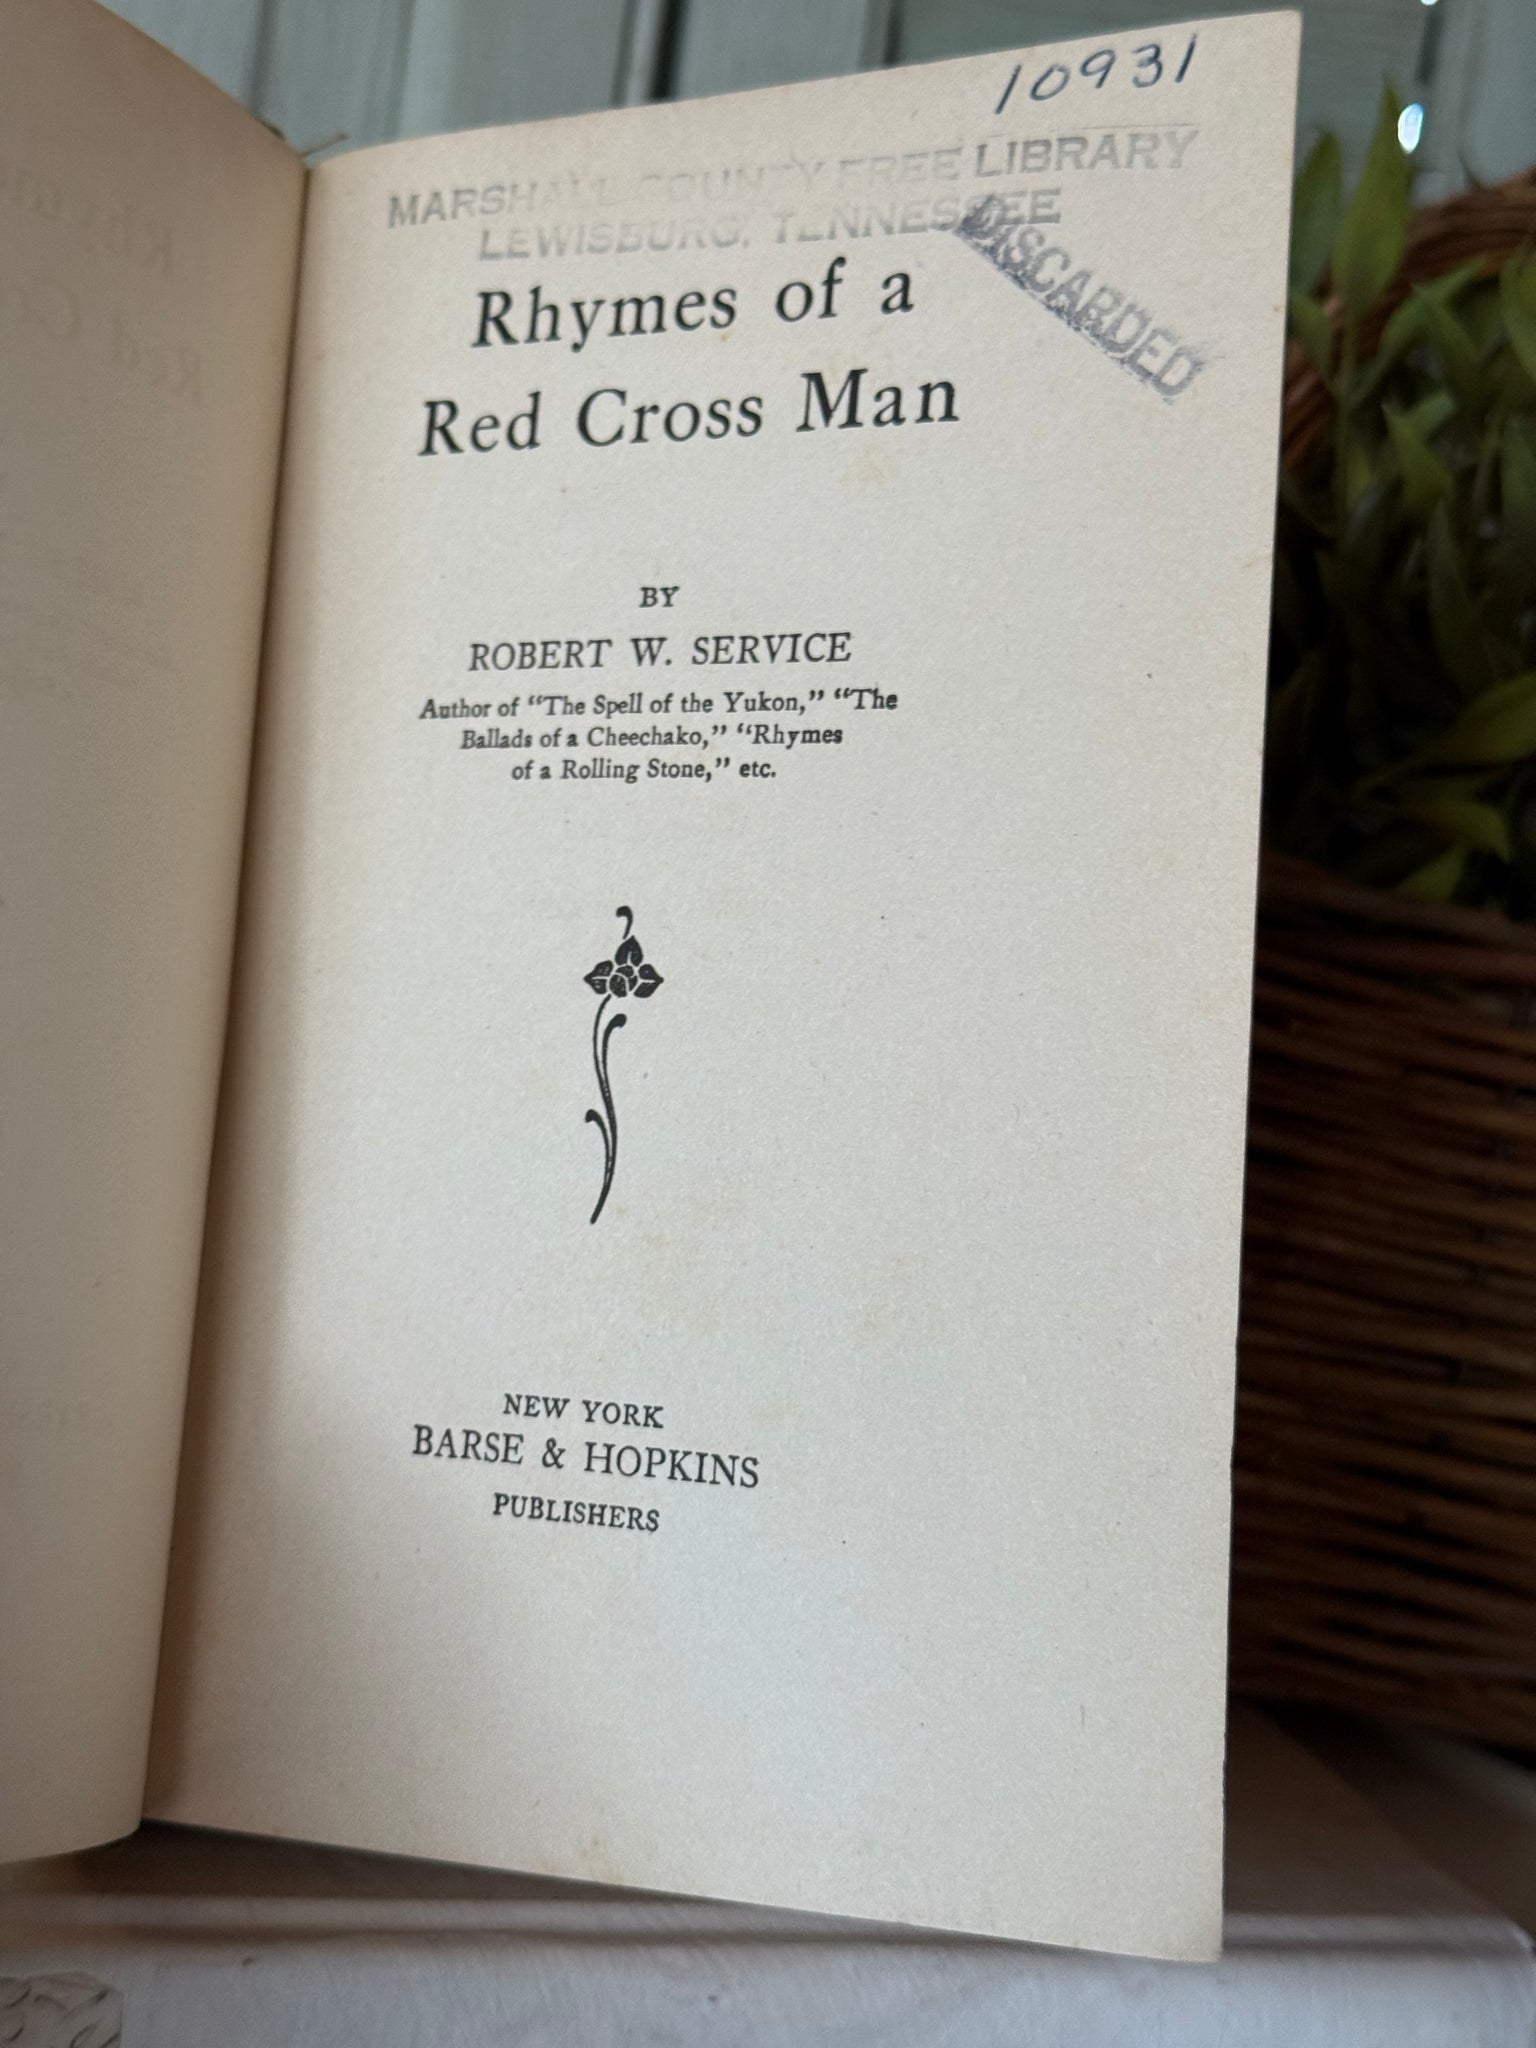 10931
MARSHALL COUNTY FREE LIBRARY
LEWISBURG, TENNESSEE
DISCARDED
Rhymes of a
Red Cross Man
BY
ROBERT W. SERVICE
Author of "The Spell of the Yukon," "The
Ballads of a Cheechako," "Rhymes
of a Rolling Stone," etc.
NEW YORK
BARSE & HOPKINS
PUBLISHERS